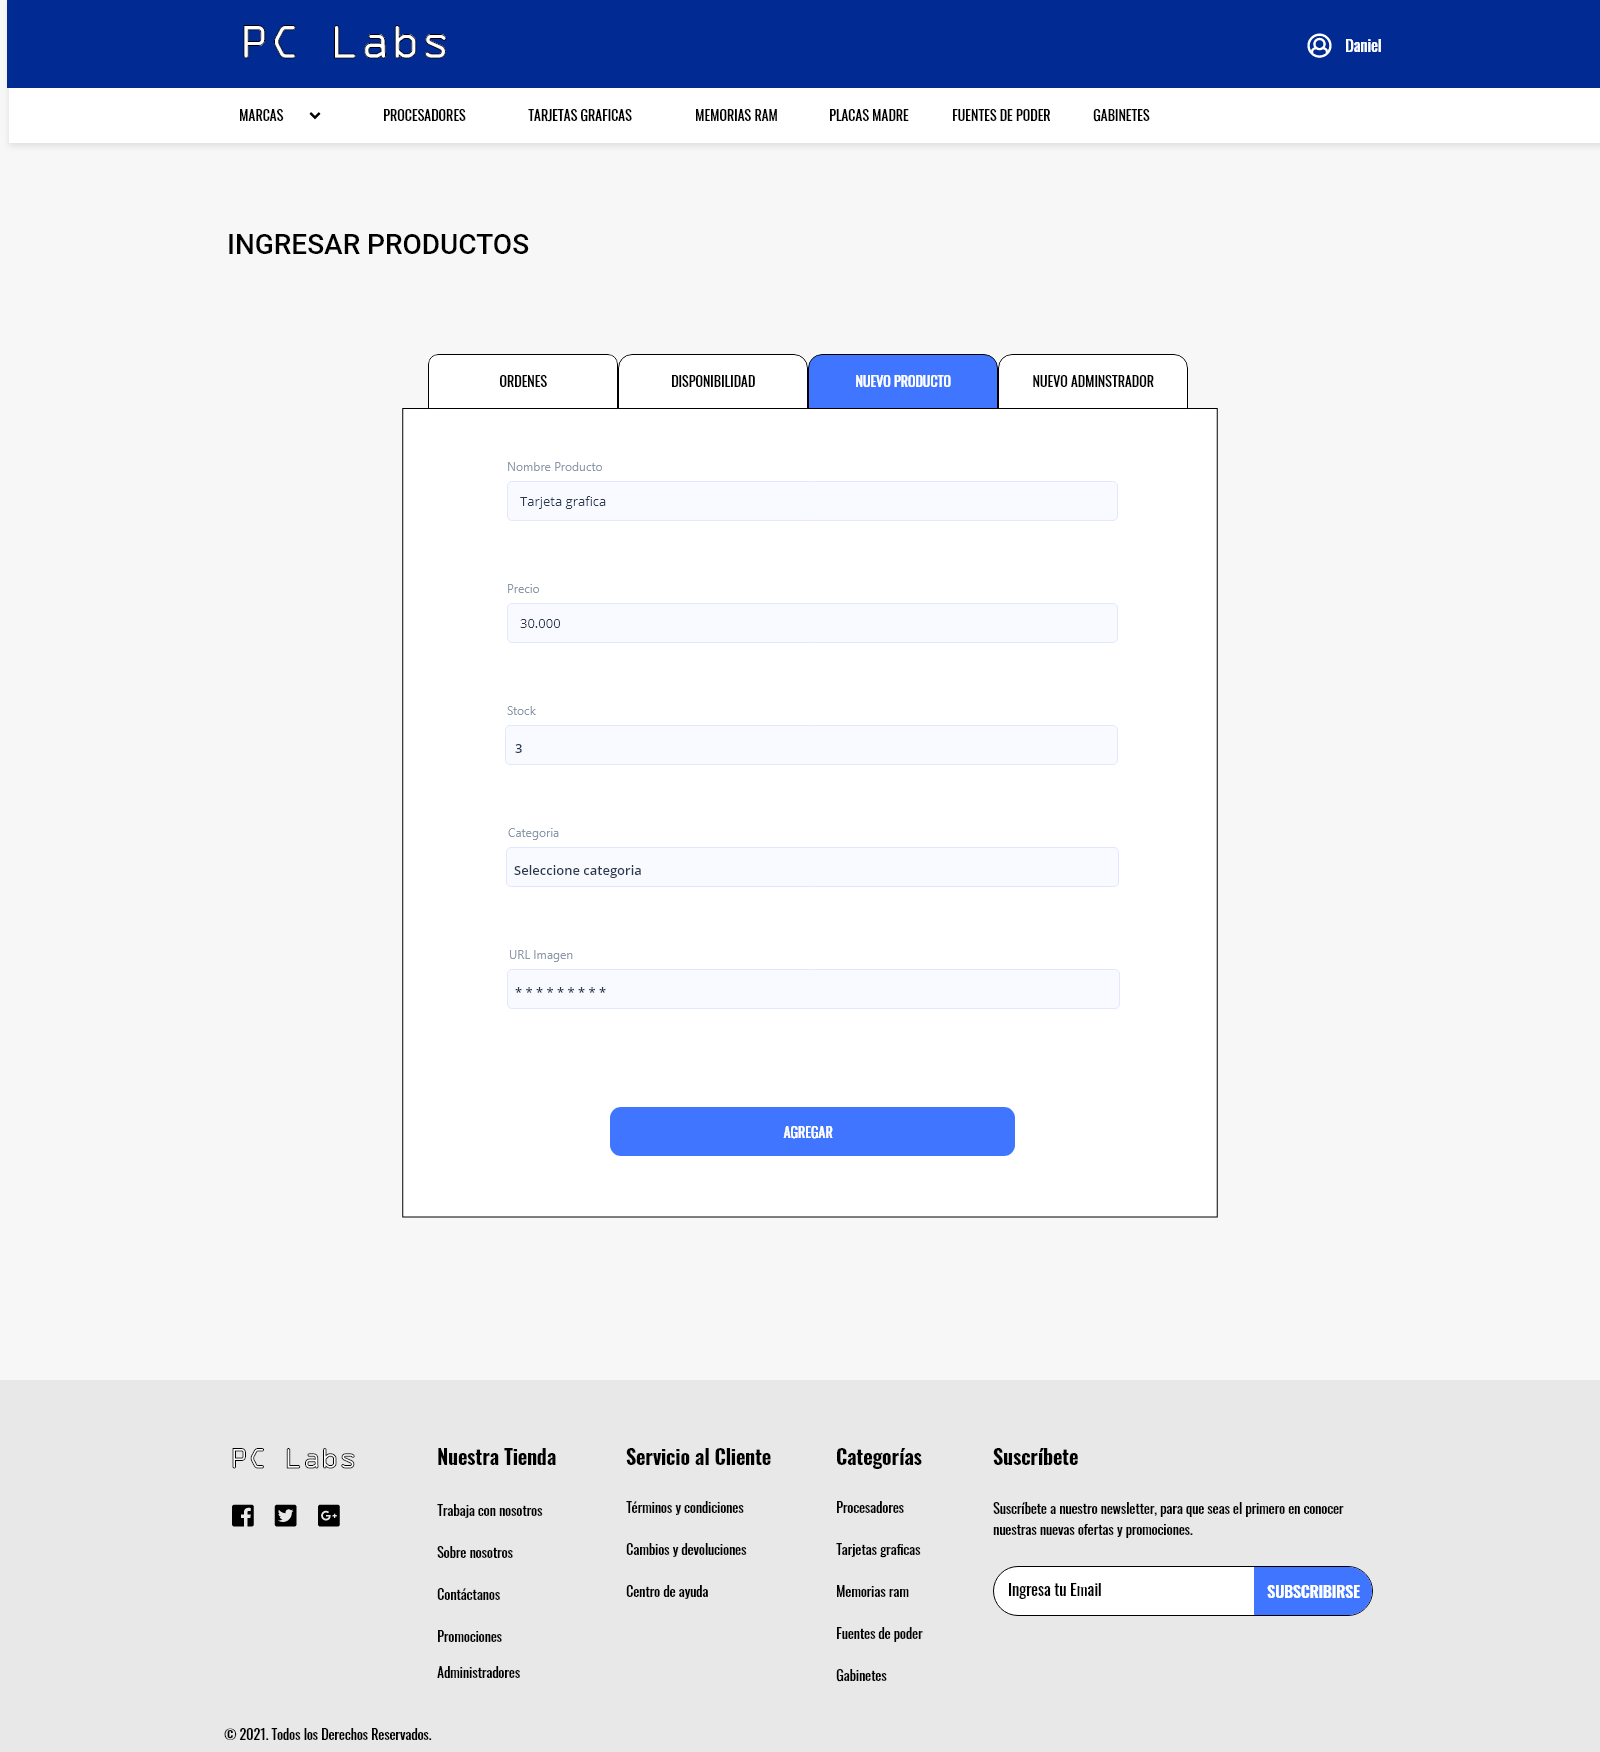 PC Labs
Daniel
MARCAS
PROCESADORES
TARJETAS GRAFICAS
MEMORIAS RAM
PLACAS MADRE
FUENTES DE PODER
GABINETES
INGRESAR PRODUCTOS
ORDENES
DISPONIBILIDAD
NUEVO PRODUCTO
NUEVO ADMINSTRADOR
Nombre Producto
Tarjeta grafica
Precio
30.000
Stock
3
Categoria
Seleccione categoria
URL Imagen
* * * * * * * * *
AGREGAR
PC Labs
Nuestra Tienda
Trabaja con nosotros
Sobre nosotros
Contáctanos
Promociones
Administradores
Servicio al Cliente
Términos y condiciones
Cambios y devoluciones
Centro de ayuda
Categorías
Procesadores
Tarjetas graficas
Memorias ram
Fuentes de poder
Gabinetes
Suscríbete
Suscríbete a nuestro newsletter, para que seas el primero en conocer
nuestras nuevas ofertas y promociones.
Ingresa tu Email
SUBSCRIBIRSE
© 2021. Todos los Derechos Reservados.